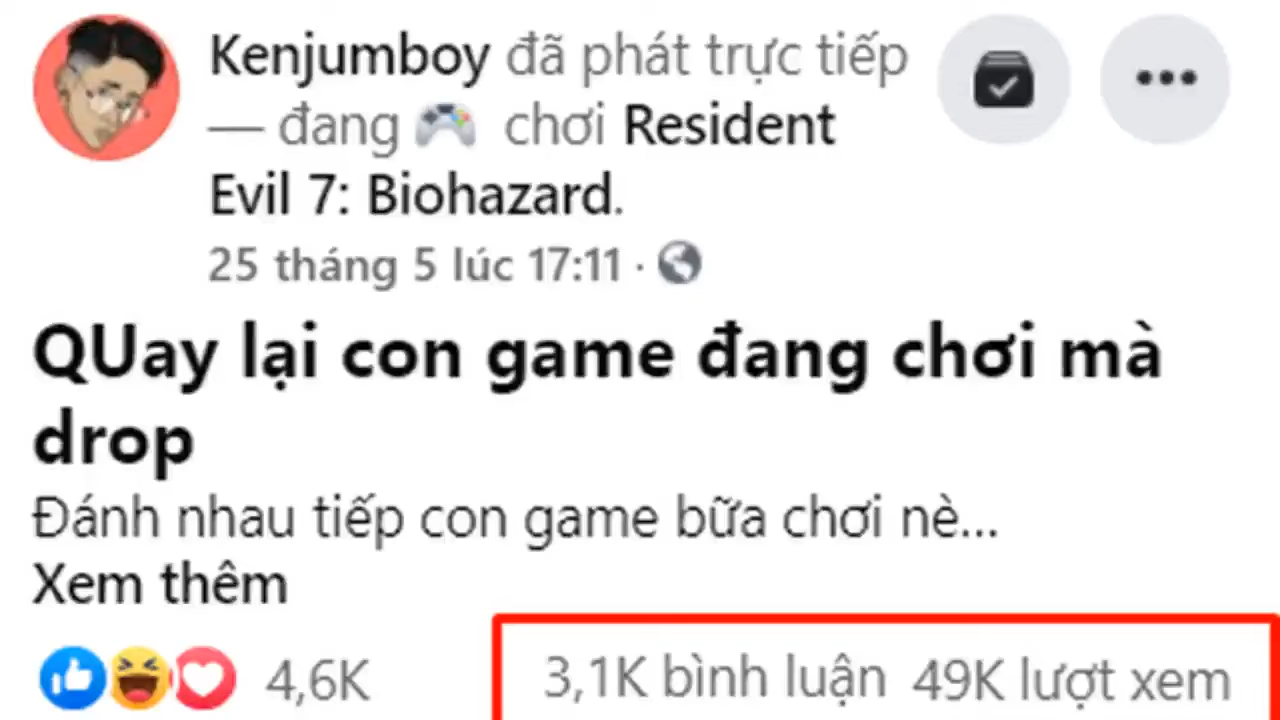 Kenjumboy đã phát trực tiếp
— đang 🎮 chơi Resident
Evil 7: Biohazard.
25 tháng 5 lúc 17:11 ·
QUay lại con game đang chơi mà
drop
Đánh nhau tiếp con game bữa chơi nè...
Xem thêm
4,6K 3,1K bình luận 49K lượt xem